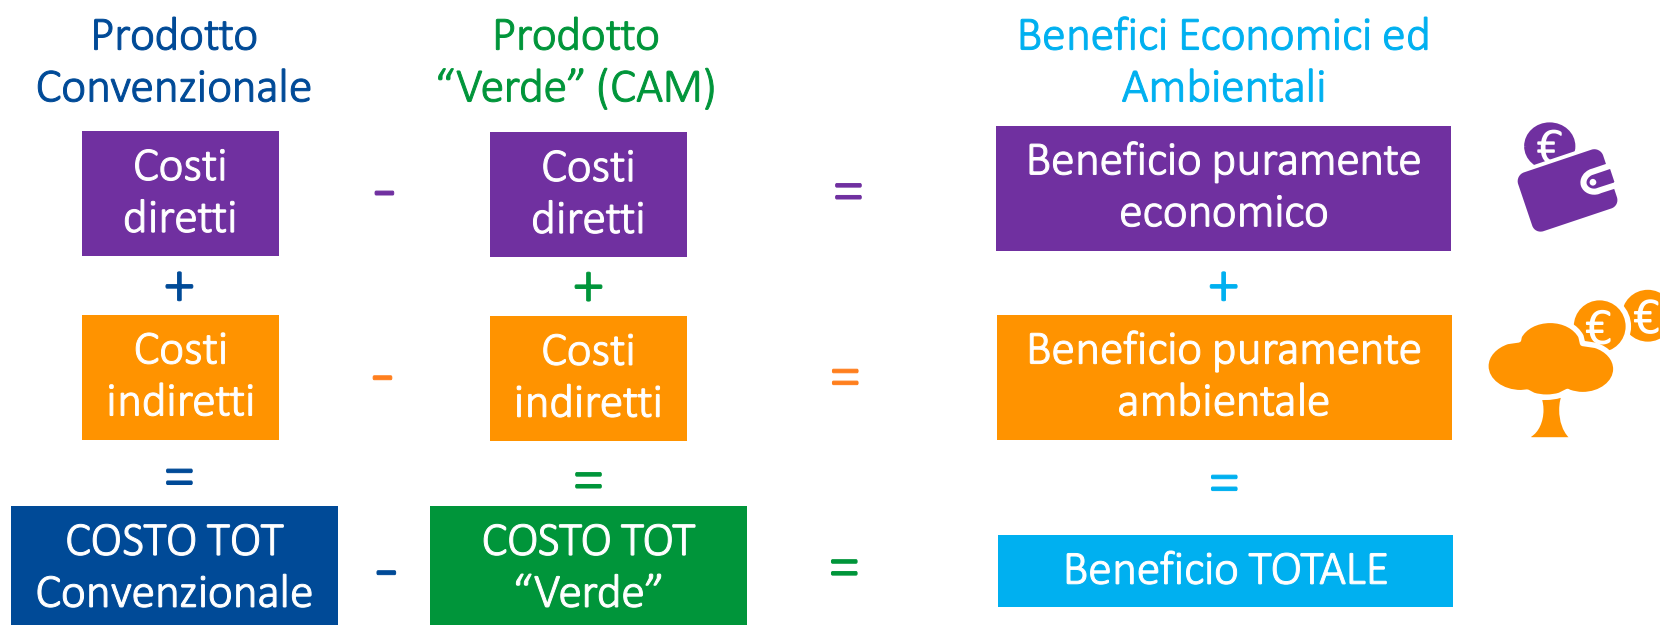 Prodotto
Convenzionale
Prodotto
“Verde” (CAM)
Benefici Economici ed
Ambientali
Costi
diretti
-
Costi
diretti
=
Beneficio puramente
economico
€
+
+
+
Costi
indiretti
-
Costi
indiretti
=
Beneficio puramente
ambientale
€
€
=
=
=
COSTO TOT
Convenzionale
-
COSTO TOT
“Verde”
=
Beneficio TOTALE